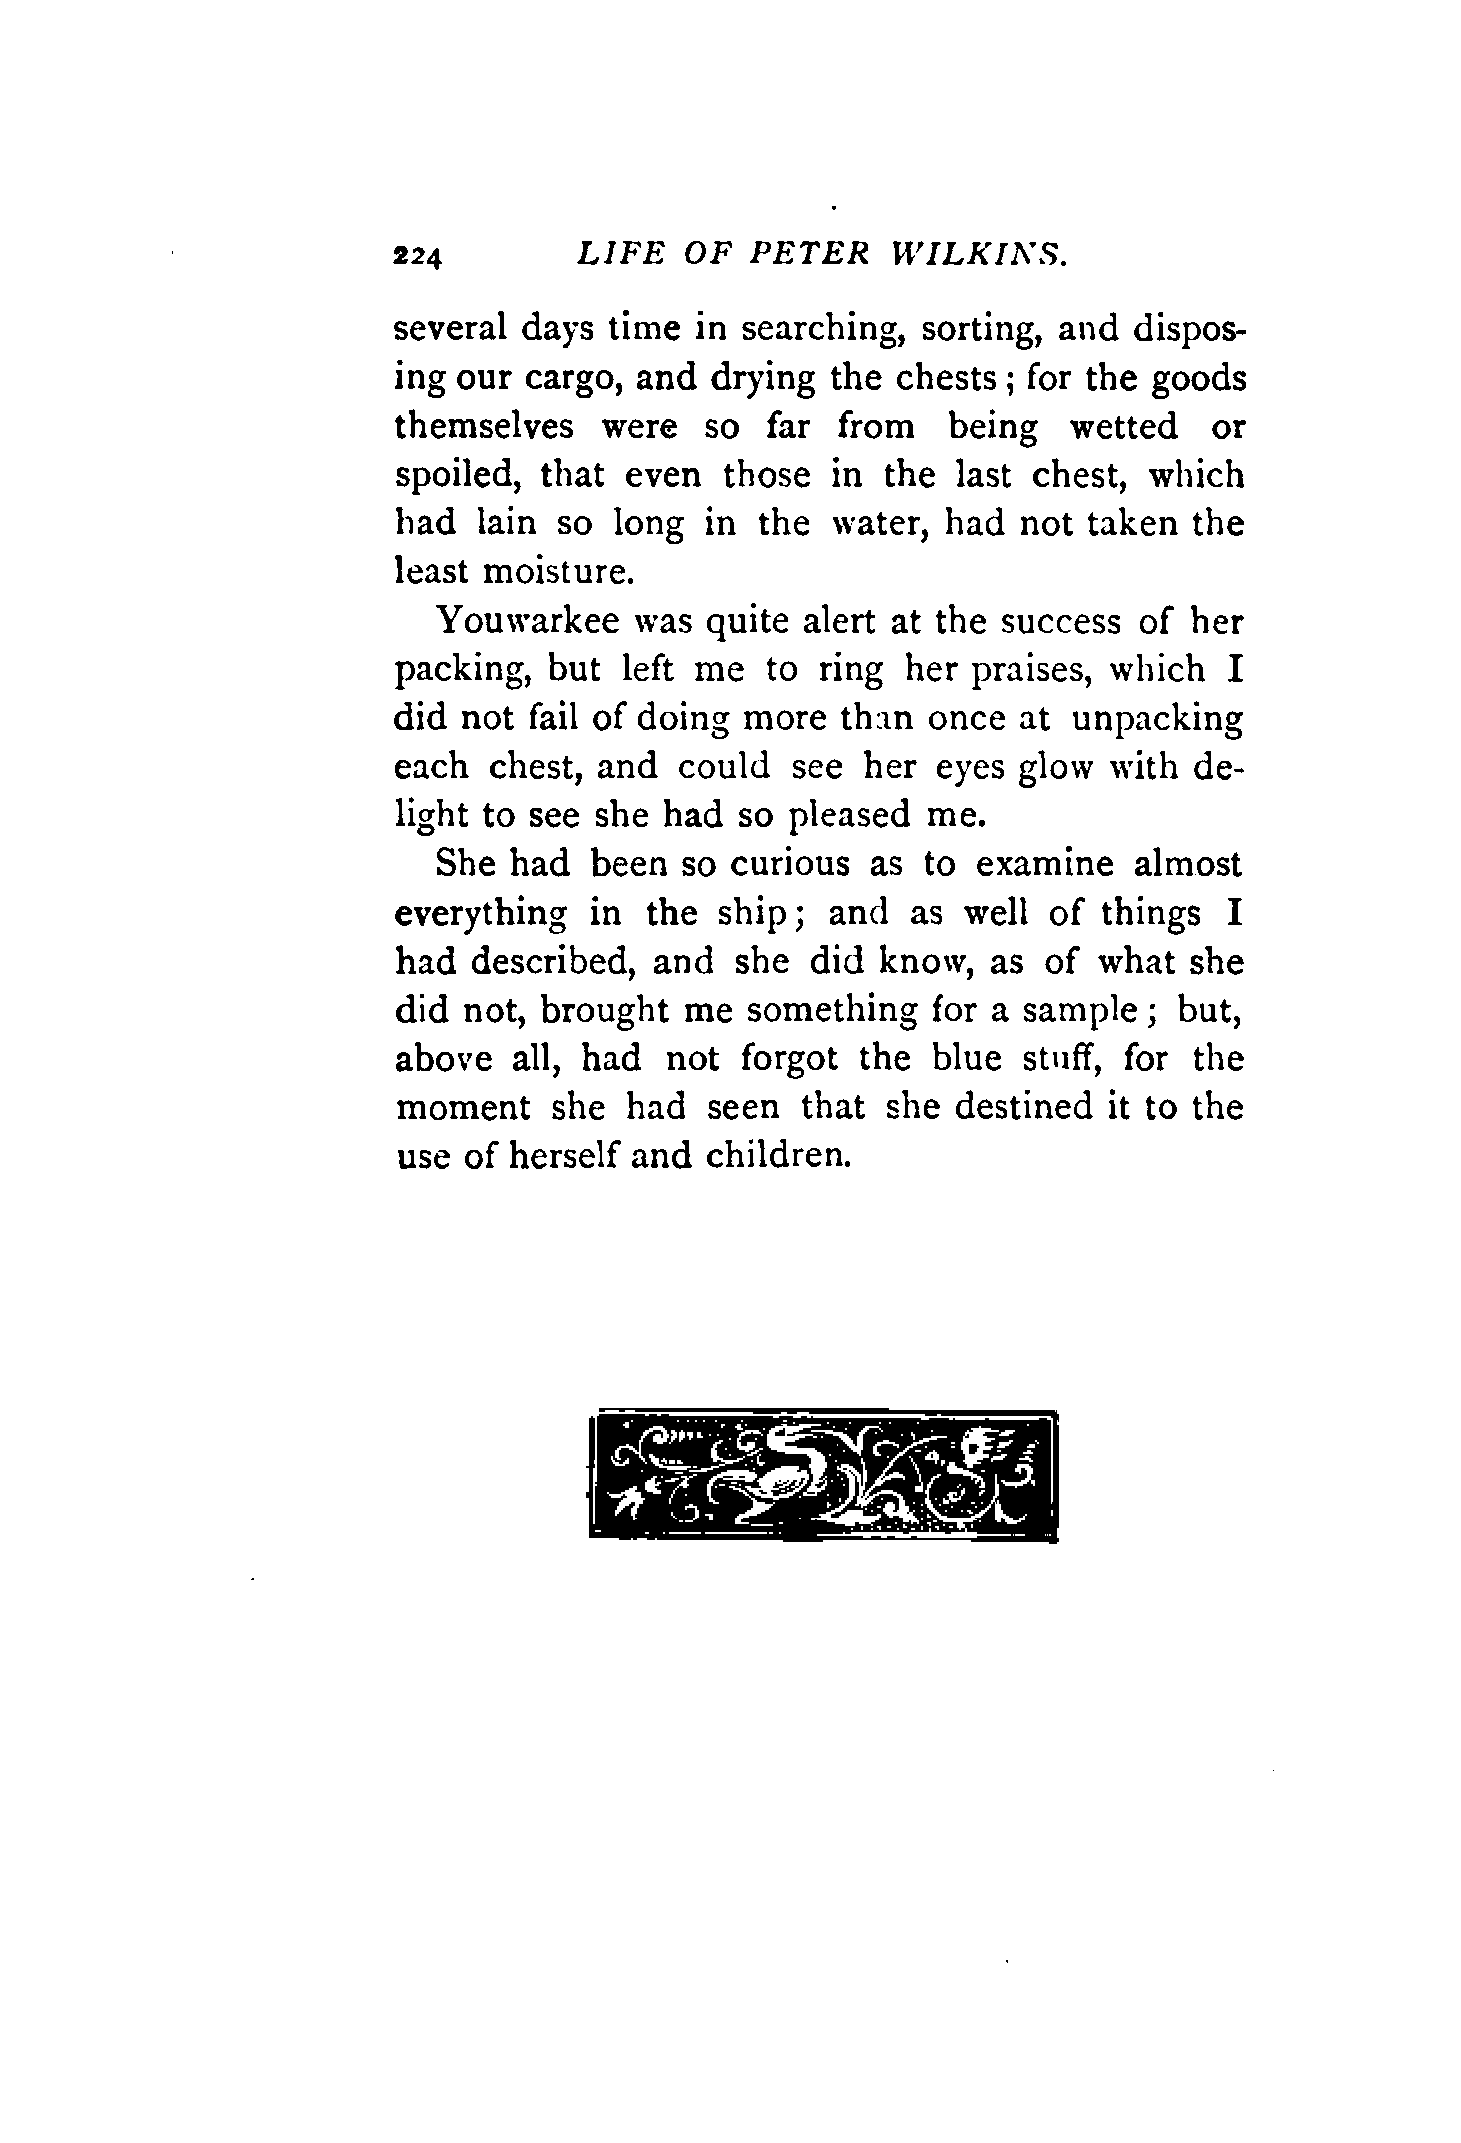 224 LIFE OF PETER WILKINS.
several days time in searching, sorting, and dispos-
ing our cargo, and drying the chests ; for the goods
themselves were so far from being wetted or
spoiled, that even those in the last chest, which
had lain so long in the water, had not taken the
least moisture.
Youwarkee was quite alert at the success of her
packing, but left me to ring her praises, which I
did not fail of doing more than once at unpacking
each chest, and could see her eyes glow with de-
light to see she had so pleased me.
She had been so curious as to examine almost
everything in the ship ; and as well of things I
had described, and she did know, as of what she
did not, brought me something for a sample ; but,
above all, had not forgot the blue stuff, for the
moment she had seen that she destined it to the
use of herself and children.